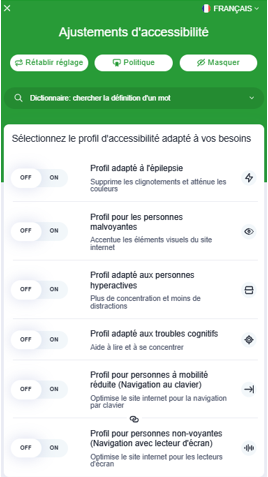 FRANÇAIS
Ajustements d'accessibilité
Rétablir réglage
Politique
Masquer
Dictionnaire: chercher la définition d'un mot
Sélectionnez le profil d'accessibilité adapté à vos besoins
OFF ON
Profil adapté à l'épilepsie
Supprime les clignotements et atténue les
couleurs
OFF ON
Profil pour les personnes
malvoyantes
Accentue les éléments visuels du site
internet
OFF ON
Profil adapté aux personnes
hyperactives
Plus de concentration et moins de
distractions
OFF ON
Profil adapté aux troubles cognitifs
Aide à lire et à se concentrer
OFF ON
Profil pour personnes á mobilité
réduite (Navigation au clavier)
Optimise le site internet pour la navigation
par clavier
OFF ON
Profil pour personnes non-voyantes
(Navigation avec lecteur d'écran)
Optimise le site internet pour les lecteurs
d'écran